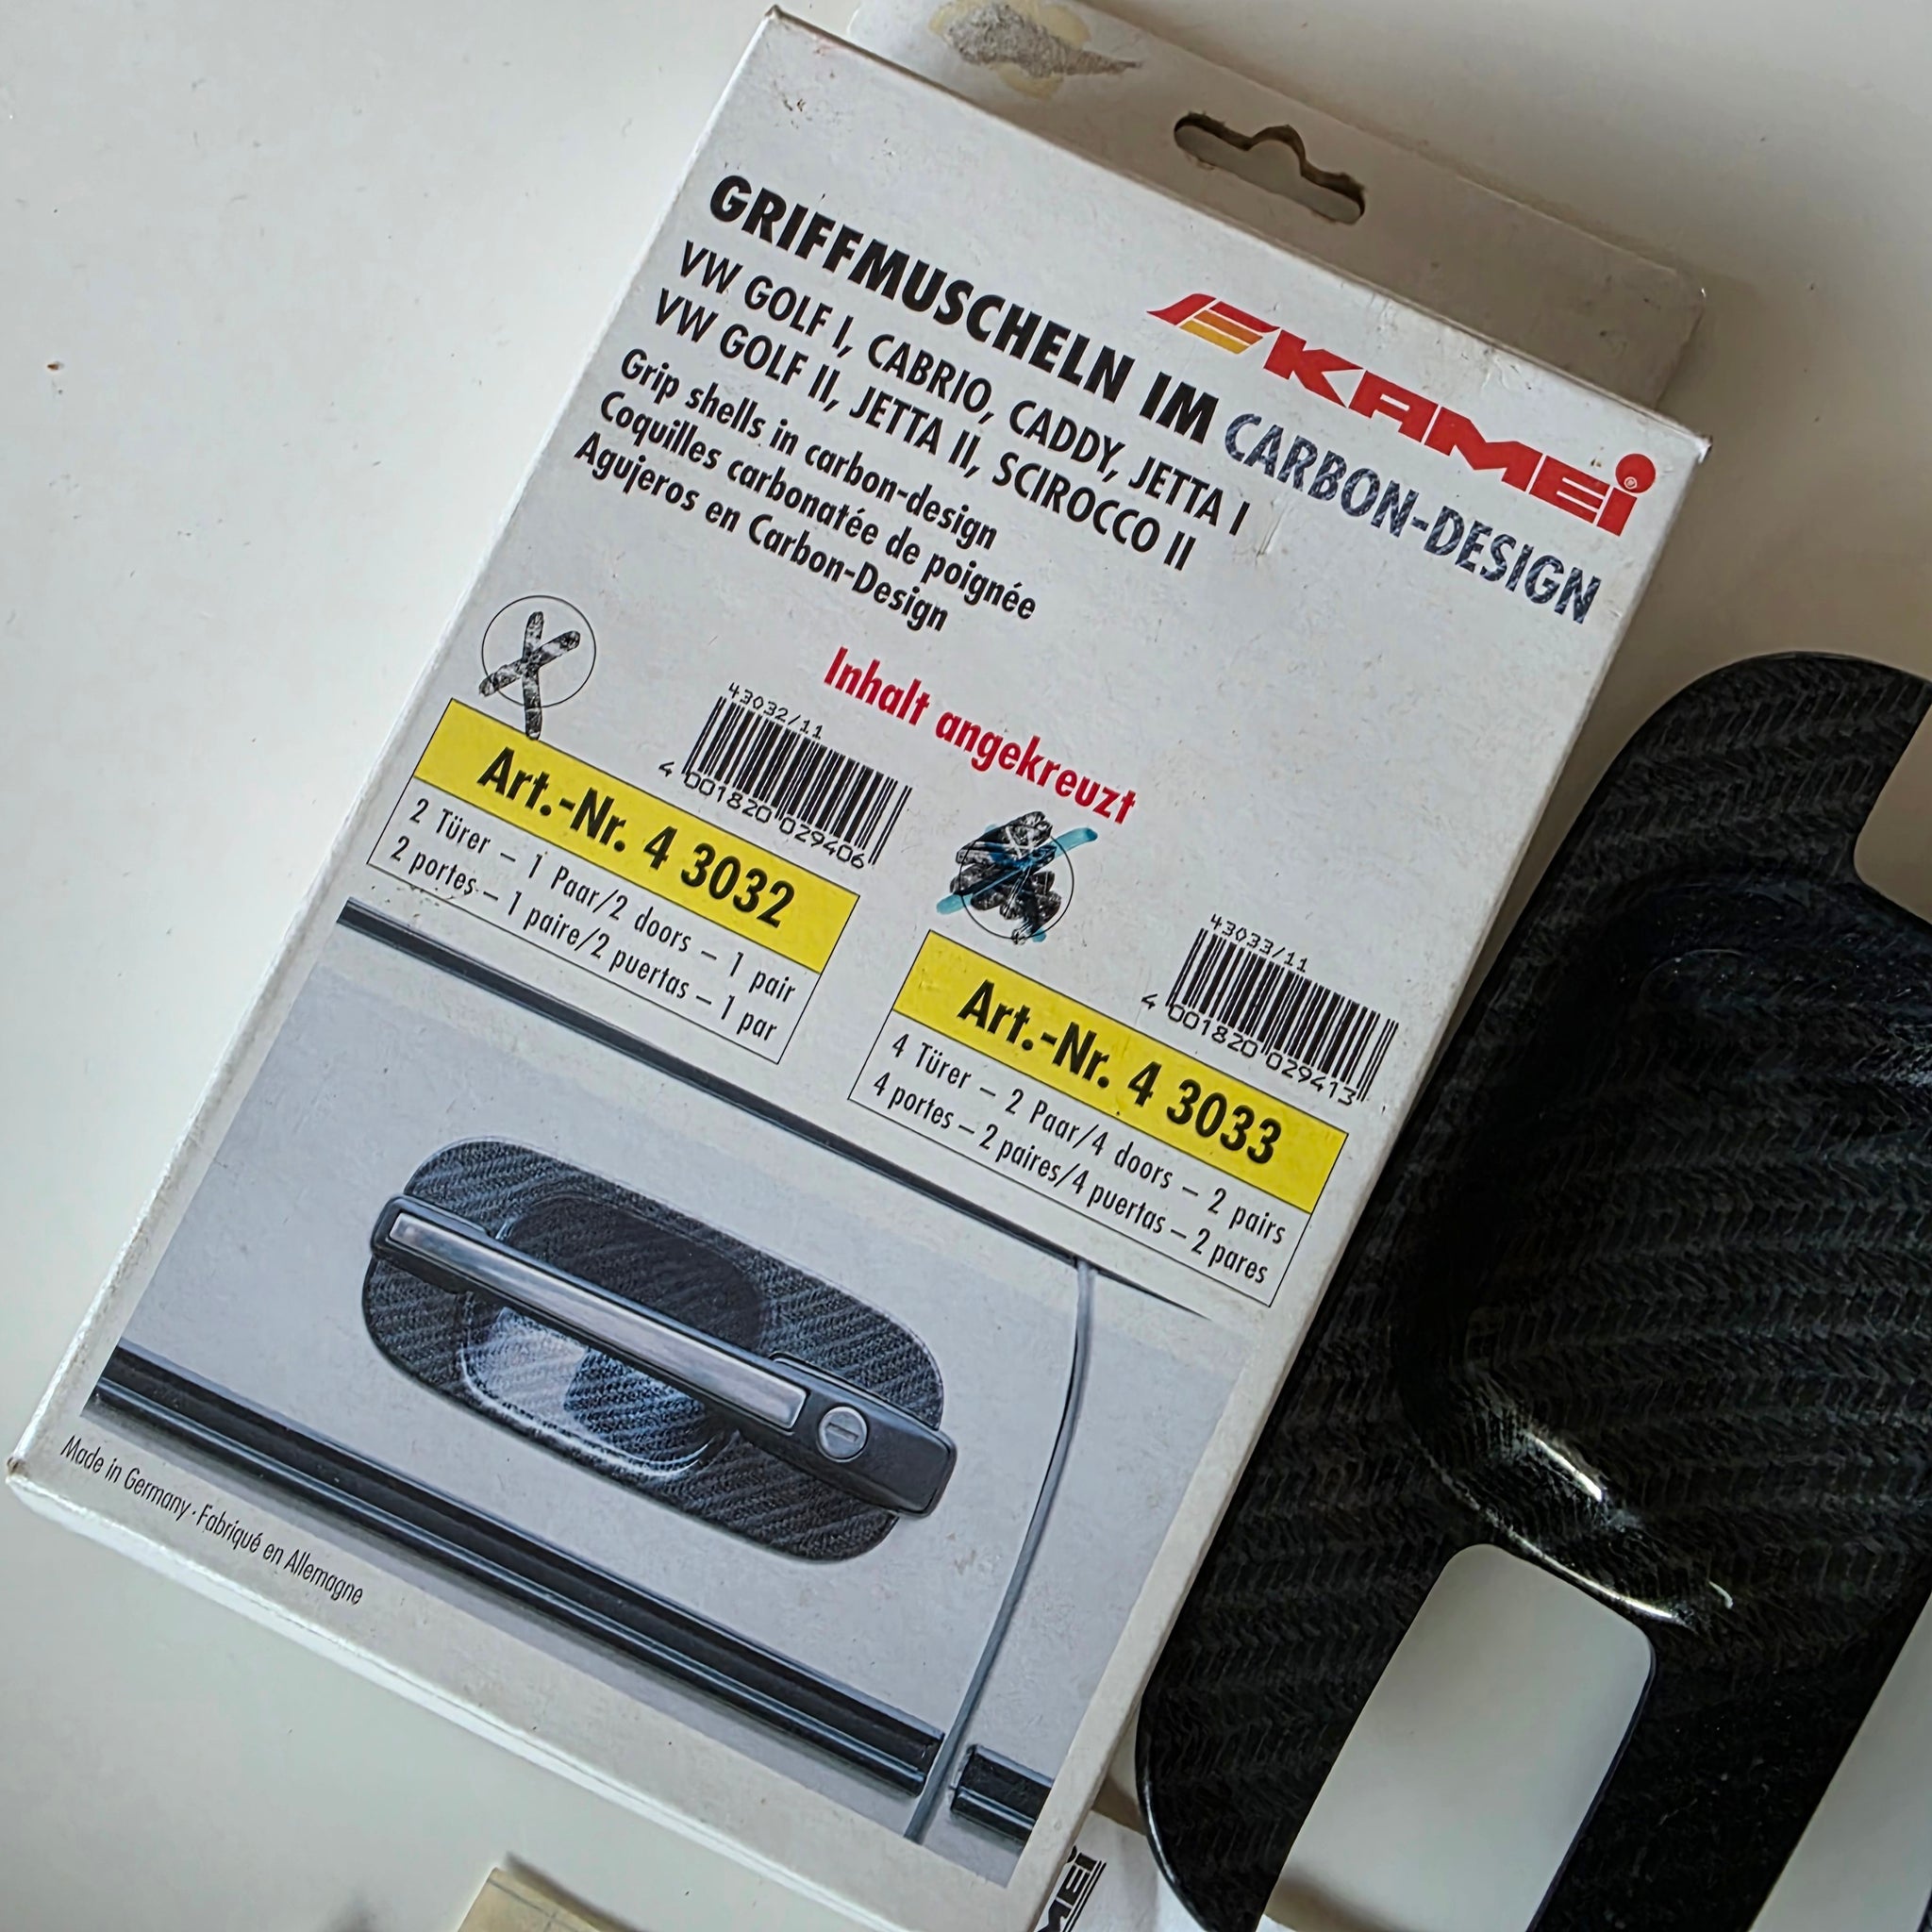 KAMEI®
GRIFFMUSCHELN IM CARBON-DESIGN
VW GOLF I, CABRIO, CADDY, JETTA I
VW GOLF II, JETTA II, SCIROCCO II
Grip shells in carbon-design
Coquilles carbonatée de poignée
Agujeros en Carbon-Design
Inhalt angekreuzt
X
43032/11
4 001820 029406
Art.-Nr. 4 3032
2 Türer – 1 Paar/2 doors – 1 pair
2 portes – 1 paire/2 puertas – 1 par
43033/11
4 001820 029413
Art.-Nr. 4 3033
4 Türer – 2 Paar/4 doors – 2 pairs
4 portes – 2 paires/4 puertas – 2 pares
Made in Germany · Fabriqué en Allemagne